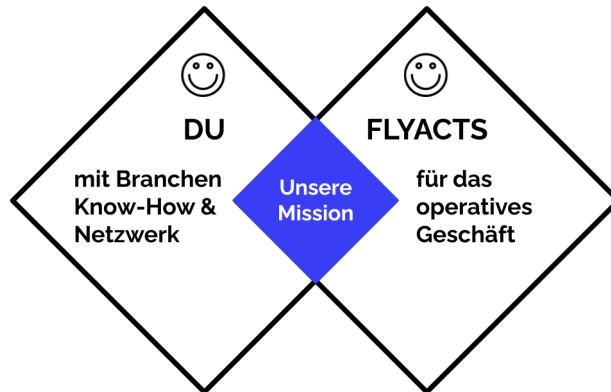 DU
mit Branchen
Know-How &
Netzwerk
Unsere
Mission
FLYACTS
für das
operatives
Geschäft